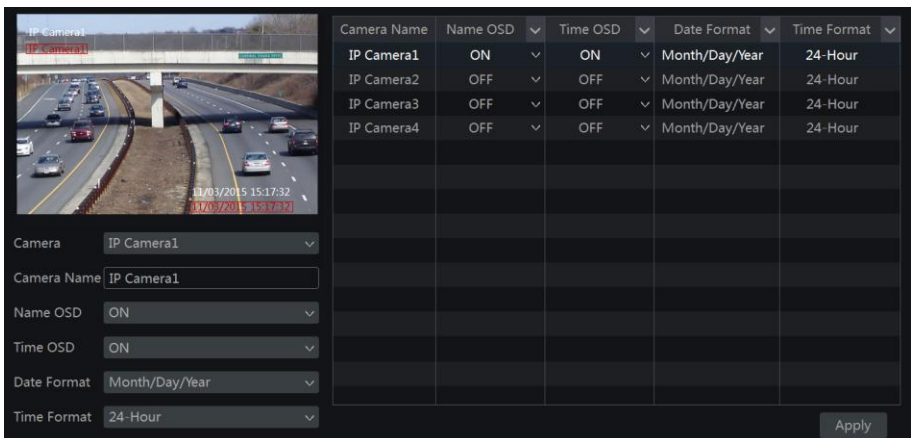 IP Camera1
IP Camera1
11/03/2015 15:17:32
11/03/2015 15:17:32
Camera IP Camera1
Camera Name IP Camera1
Name OSD ON
Time OSD ON
Date Format Month/Day/Year
Time Format 24-Hour
Camera Name Name OSD Time OSD Date Format Time Format
IP Camera1 ON ON Month/Day/Year 24-Hour
IP Camera2 OFF OFF Month/Day/Year 24-Hour
IP Camera3 OFF OFF Month/Day/Year 24-Hour
IP Camera4 OFF OFF Month/Day/Year 24-Hour
Apply